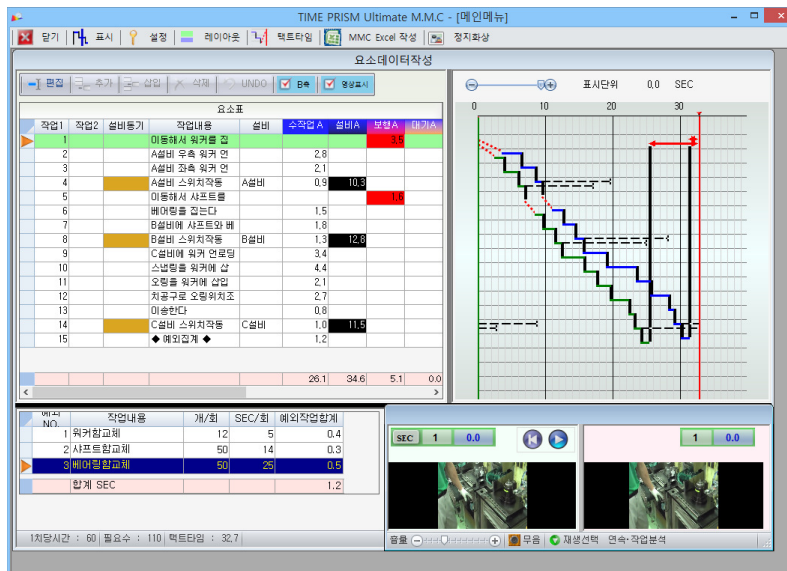 TIME PRISM Ultimate M.M.C - [메인메뉴]
닫기 표시 설정 레이아웃 택트타임 MMC Excel 작성 정지화상
요소데이터작성
편집 추가 삽입 삭제 UNDO B측 영상표시
표시단위 0,0 SEC
0 10 20 30
요소표
작업1 작업2 설비동기 작업내용 설비 수작업 A 설비A 보행A 대기A
1 이동해서 워커를 집 3,5
2 A설비 우측 워커 언 2,8
3 A설비 좌측 워커 언 2,1
4 A설비 스위치작동 A설비 0,9 10,3
5 이동해서 샤프트를 1,6
6 베어링을 집는다 1,5
7 B설비에 샤프트와 베 1,8
8 B설비 스위치작동 B설비 1,3 12,8
9 C설비에 워커 언로딩 3,4
10 스냅링을 워커에 삽 4,4
11 오링을 워커에 삽입 2,1
12 치공구로 오링위치조 2,7
13 이송한다 0,8
14 C설비 스위치작동 C설비 1,0 11,5
15 ◆ 예외집계 ◆ 1,2
26.1 34.6 5.1 0.0
예외 NO. 작업내용 개/회 SEC/회 예외작업합계
1 워커함교체 12 5 0.4
2 샤프트함교체 50 14 0.3
3 베어링함교체 50 25 0.5
합계 SEC 1.2
SEC 1 0.0 1 0.0
1치당시간 : 60 필요수 : 110 택트타임 : 32,7
음량 무음 재생선택 연속·작업분석